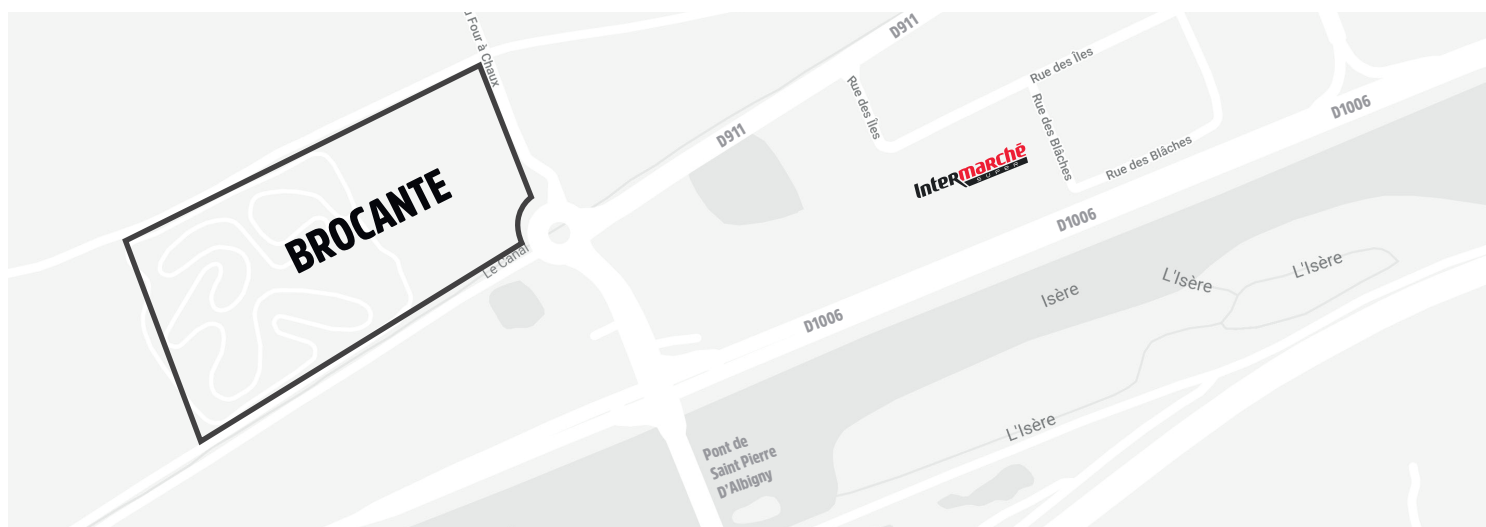 u Four à Chaux
D911
Rue des Îles
Rue des Îles
D1006
D911
Rue des Blâches
Rue des Blâches
Intermarché
SUPER
BROCANTE
D1006
Le Canal
L'Isère
L'Isère
Isère
D1006
L'Isère
Pont de
Saint Pierre
D'Albigny